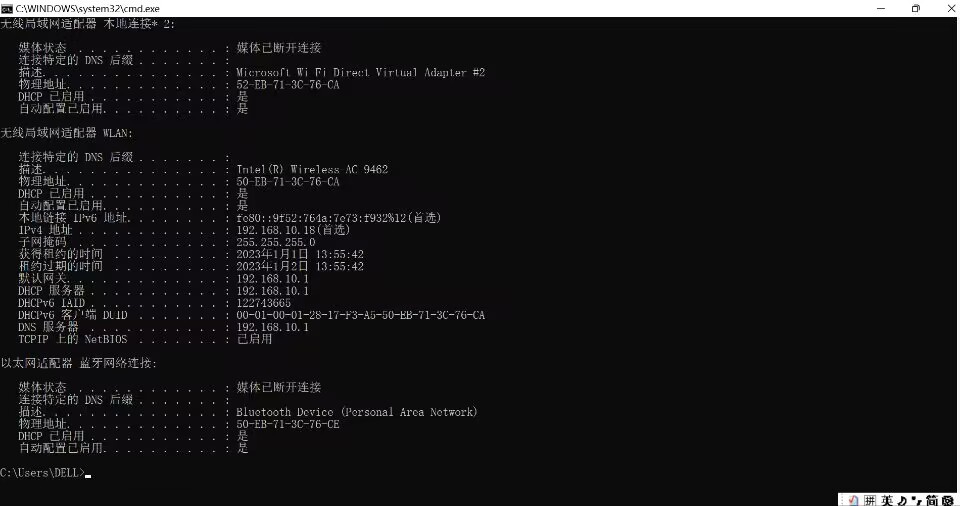 C:\WINDOWS\system32\cmd.exe
无线局域网适配器 本地连接* 2:
媒体状态 . . . . . . . . . . . . : 媒体已断开连接
连接特定的 DNS 后缀 . . . . . . . :
描述. . . . . . . . . . . . . . . : Microsoft Wi Fi Direct Virtual Adapter #2
物理地址. . . . . . . . . . . . . : 52-EB-71-3C-76-CA
DHCP 已启用 . . . . . . . . . . . : 是
自动配置已启用. . . . . . . . . . : 是
无线局域网适配器 WLAN:
连接特定的 DNS 后缀 . . . . . . . :
描述. . . . . . . . . . . . . . . : Intel(R) Wireless AC 9462
物理地址. . . . . . . . . . . . . : 50-EB-71-3C-76-CA
DHCP 已启用 . . . . . . . . . . . : 是
自动配置已启用. . . . . . . . . . : 是
本地链接 IPv6 地址. . . . . . . . : fe80::9f52:764a:7e73:f932%12(首选)
IPv4 地址 . . . . . . . . . . . . : 192.168.10.18(首选)
子网掩码 . . . . . . . . . . . . : 255.255.255.0
获得租约的时间 . . . . . . . . . : 2023年1月1日 13:55:42
租约过期的时间 . . . . . . . . . : 2023年1月2日 13:55:42
默认网关. . . . . . . . . . . . . : 192.168.10.1
DHCP 服务器 . . . . . . . . . . . : 192.168.10.1
DHCPv6 IAID . . . . . . . . . . . : 122743665
DHCPv6 客户端 DUID . . . . . . . : 00-01-00-01-28-17-F3-A5-50-EB-71-3C-76-CA
DNS 服务器 . . . . . . . . . . . : 192.168.10.1
TCPIP 上的 NetBIOS . . . . . . . : 已启用
以太网适配器 蓝牙网络连接:
媒体状态 . . . . . . . . . . . . : 媒体已断开连接
连接特定的 DNS 后缀 . . . . . . . :
描述. . . . . . . . . . . . . . . : Bluetooth Device (Personal Area Network)
物理地址. . . . . . . . . . . . . : 50-EB-71-3C-76-CE
DHCP 已启用 . . . . . . . . . . . : 是
自动配置已启用. . . . . . . . . . : 是
C:\Users\DELL>
拼 英 简